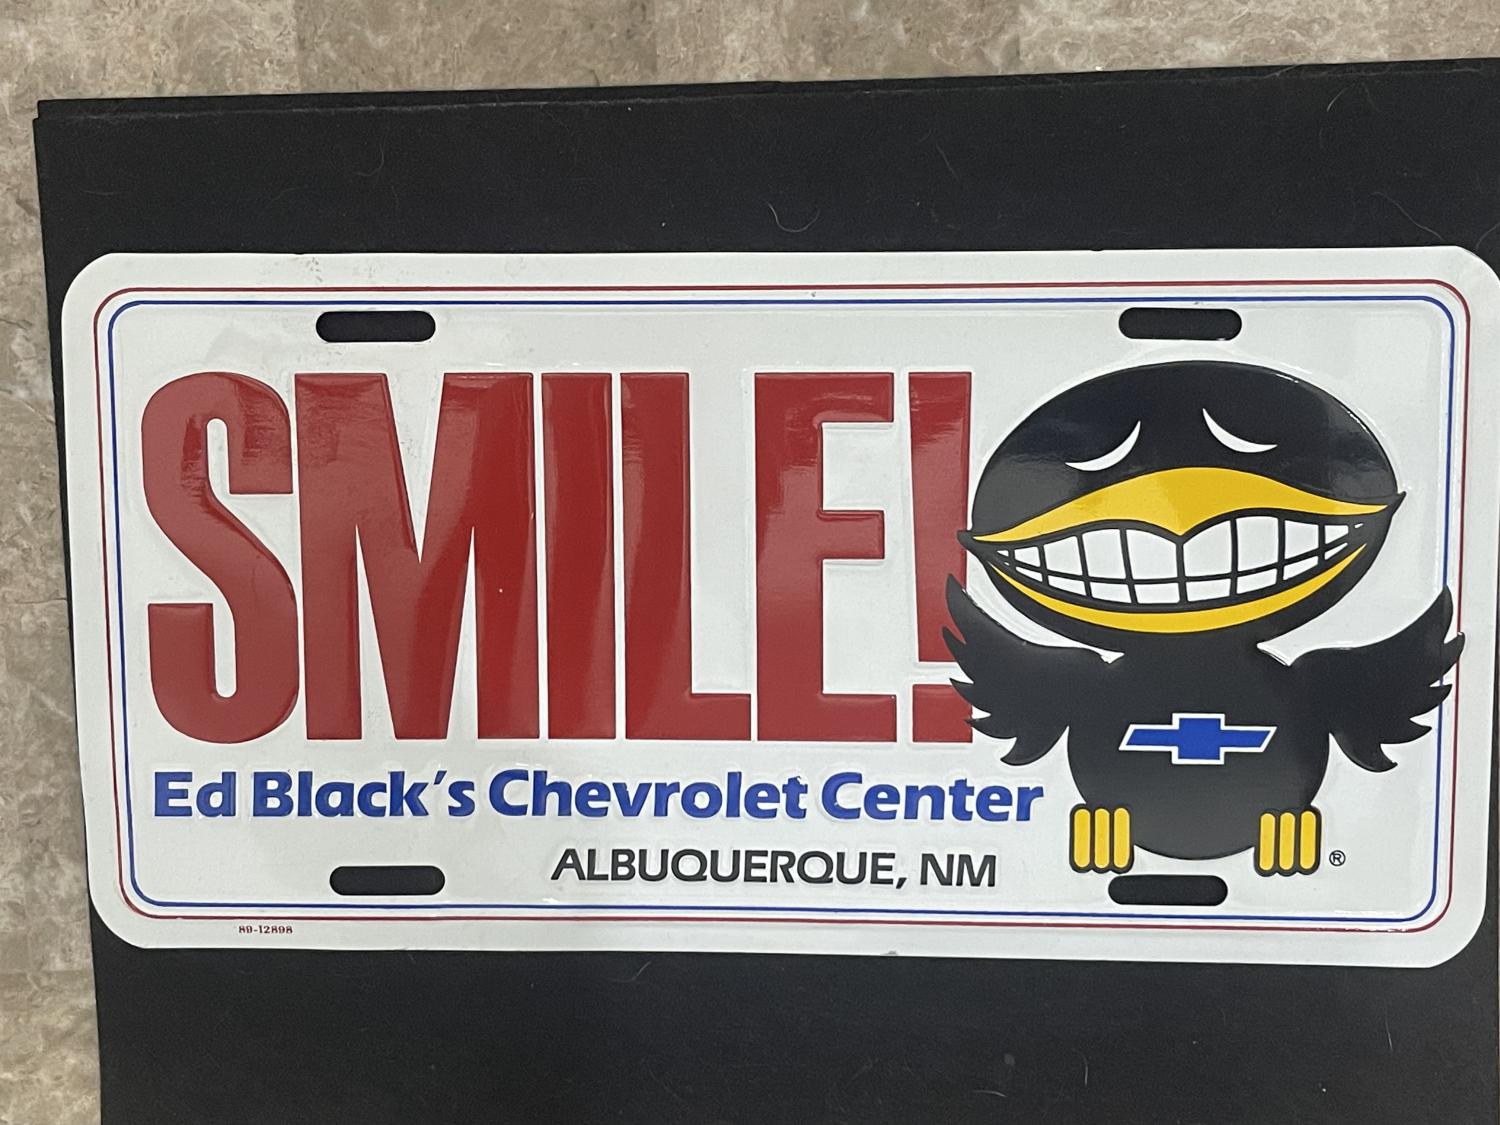 SMILE!
Ed Black's Chevrolet Center
ALBUQUERQUE, NM
®
89-12898